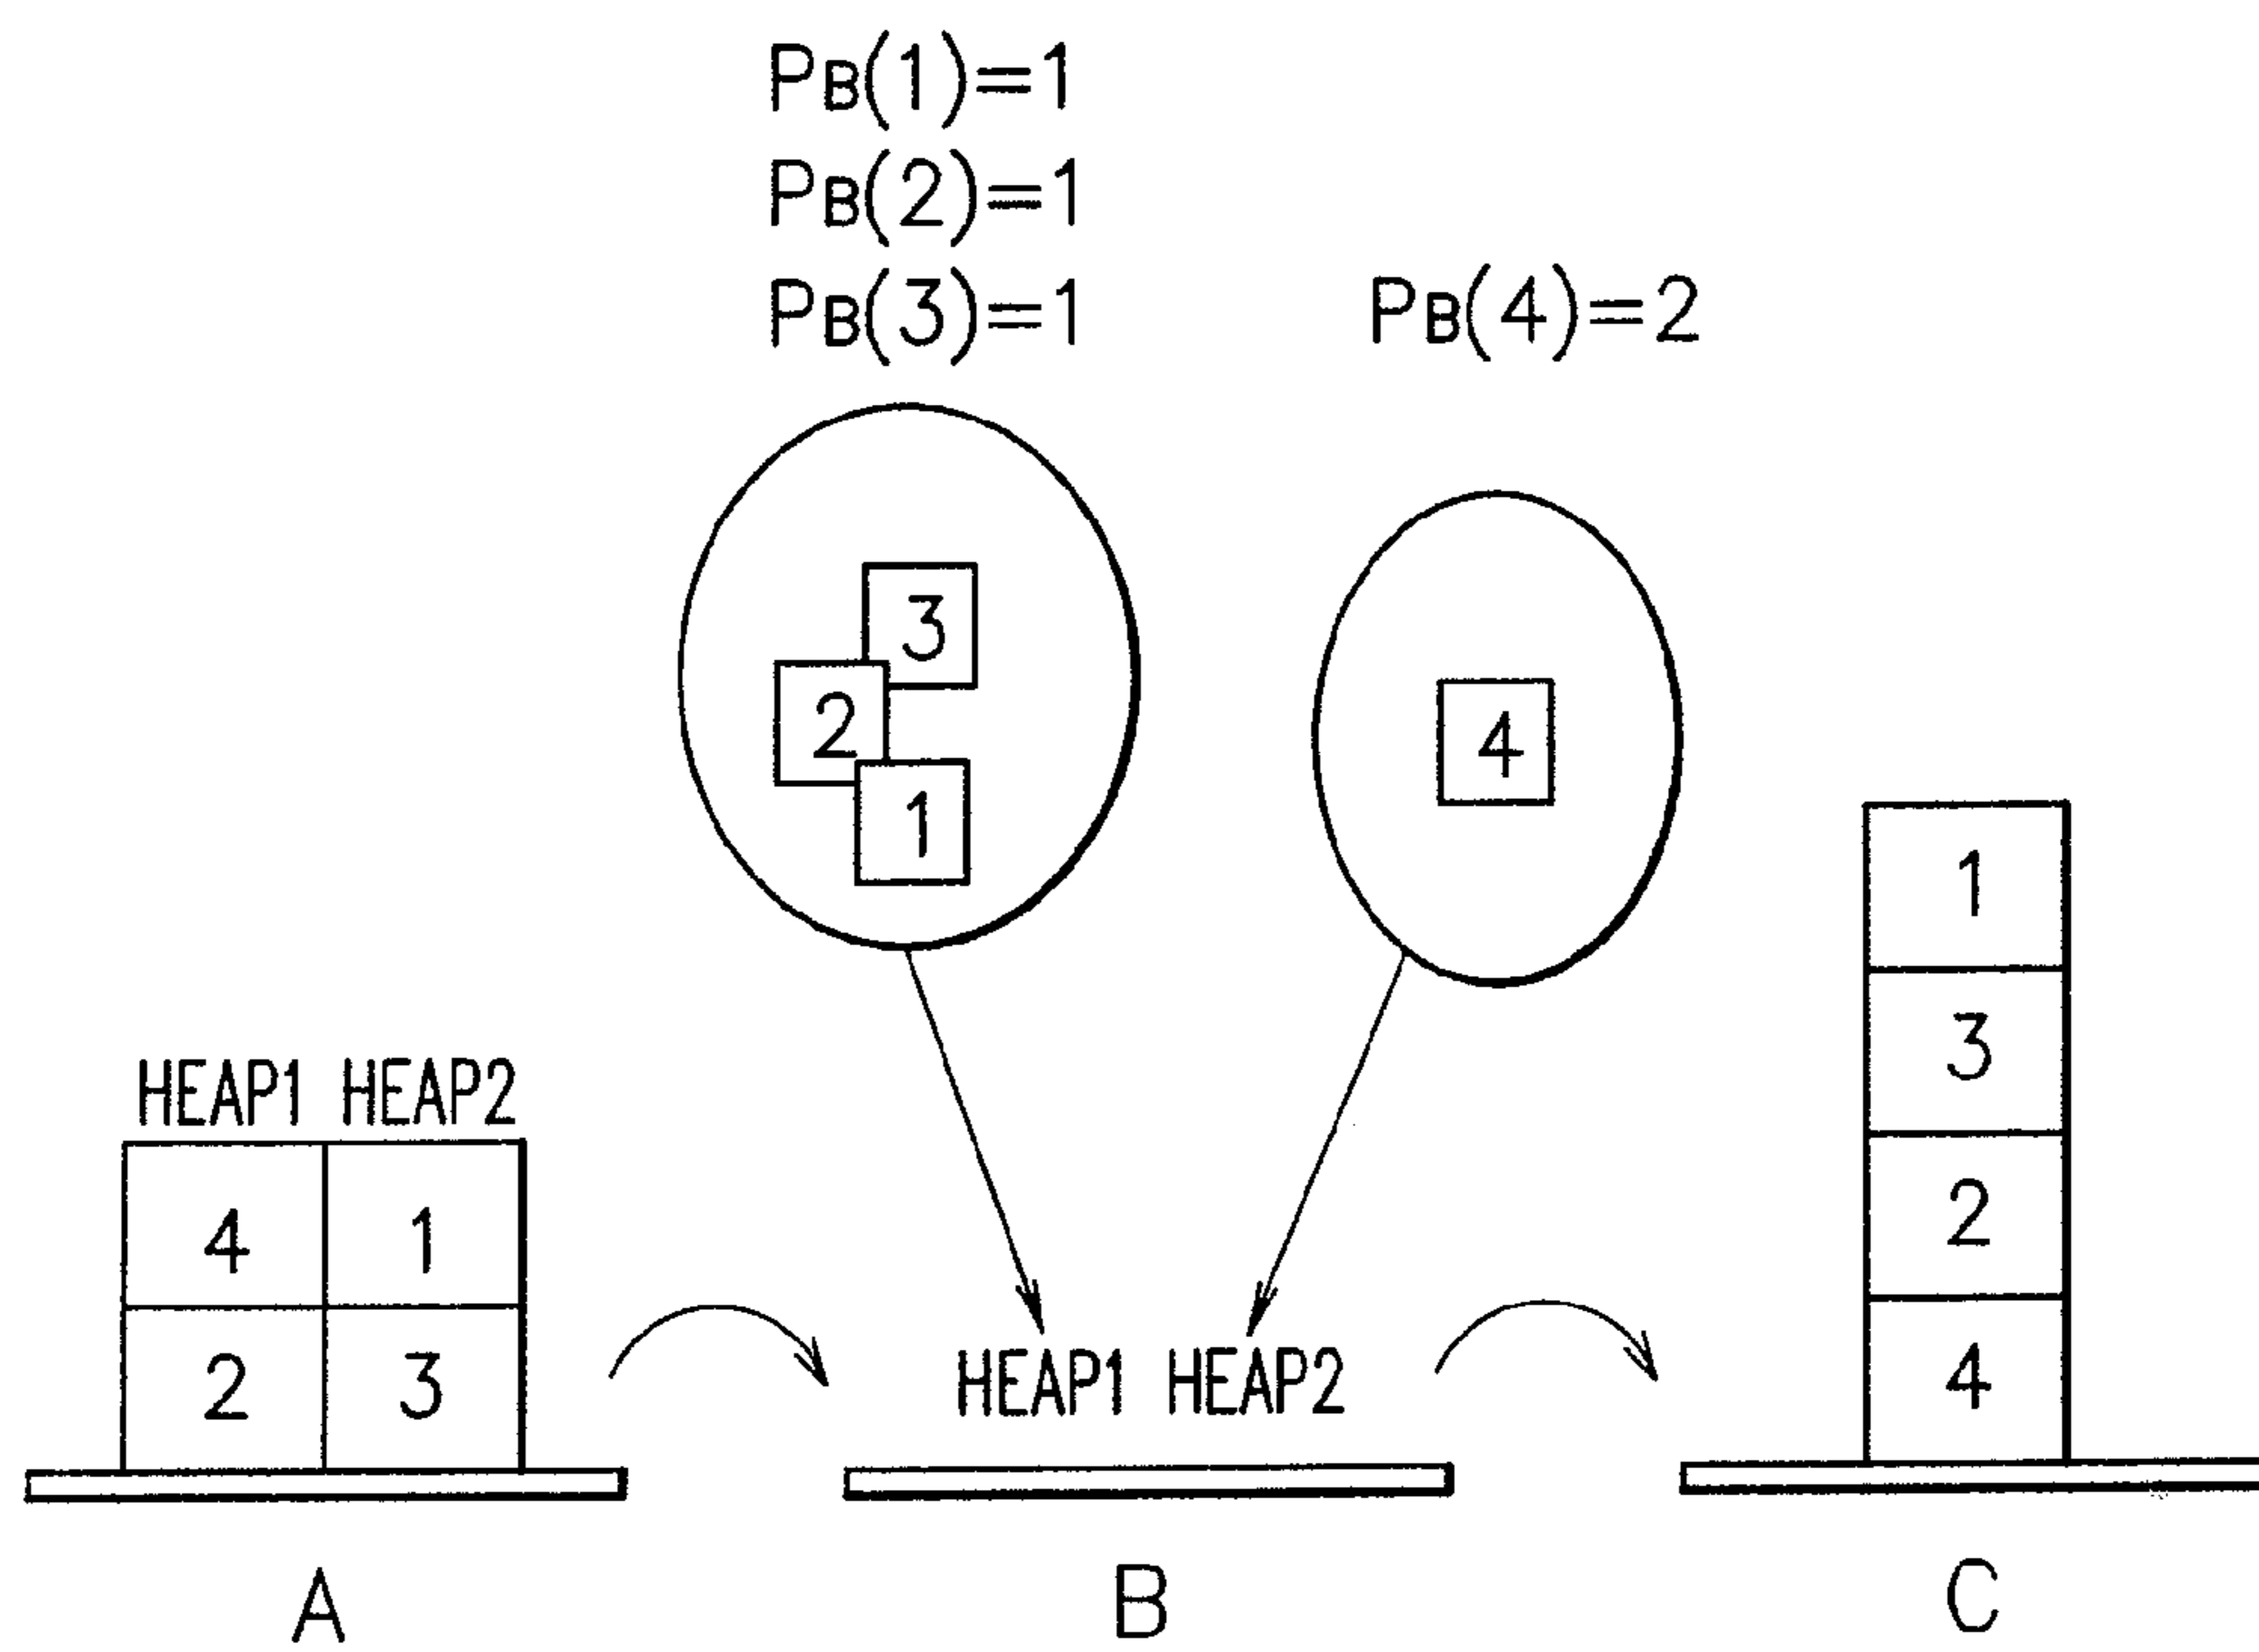 PB(1)=1
PB(2)=1
PB(3)=1
PB(4)=2
3
2
1
4
HEAP1 HEAP2
4 1
2 3
HEAP1 HEAP2
1
3
2
4
A
B
C